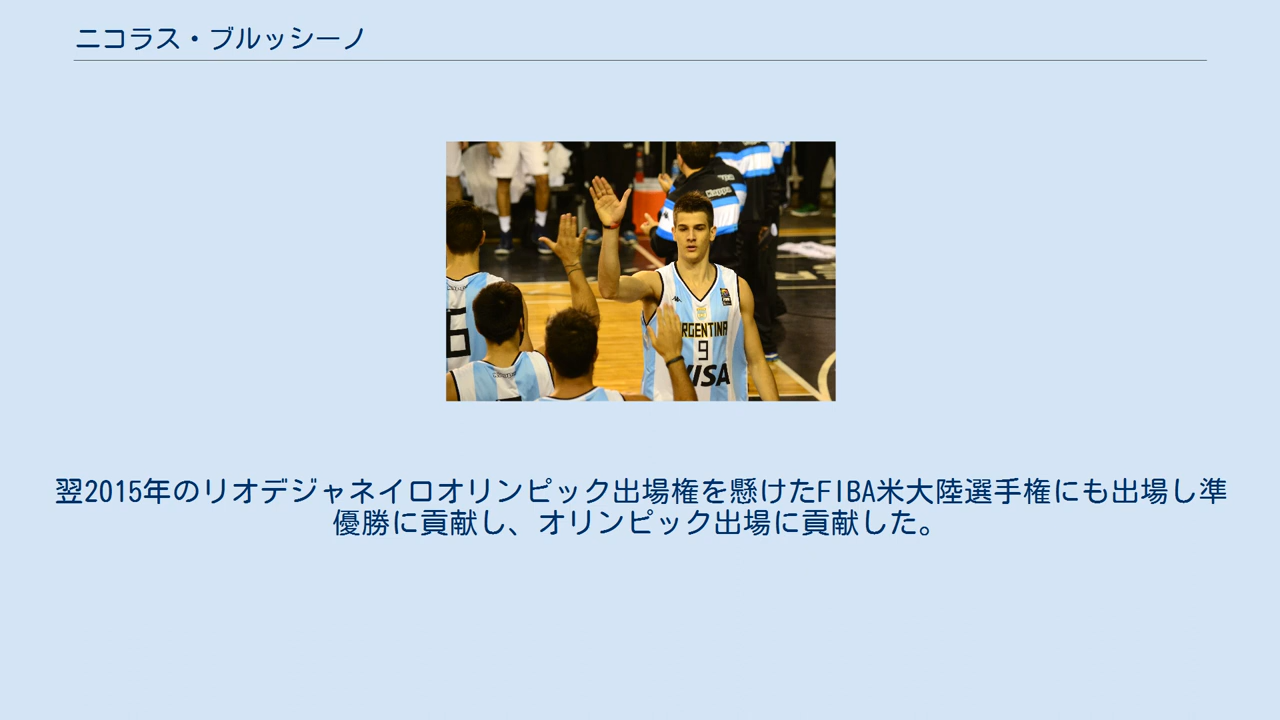 ニコラス・ブルッシーノ
Kappa
ARGENTINA
9
VISA
6
翌2015年のリオデジャネイロオリンピック出場権を懸けたFIBA米大陸選手権にも出場し準
優勝に貢献し、オリンピック出場に貢献した。